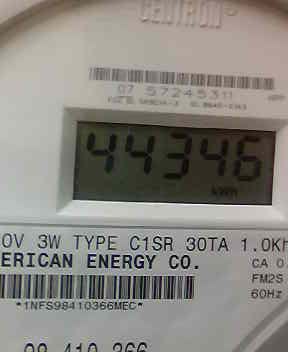 CENTRON®
07 57245311
44346
kWh
0V 3W TYPE C1SR 30TA 1.0Kh
ERICAN ENERGY CO.
CA 0.
FM2S
60Hz
*1NFS98410366MEC*
98 410 366